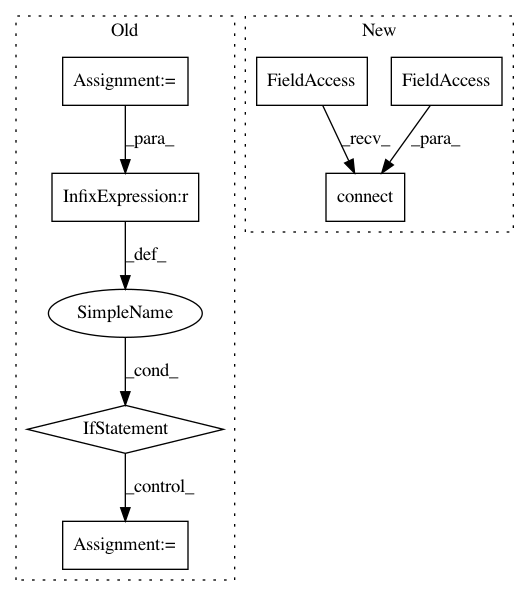 Old
New
Assignment:=
FieldAccess
FieldAccess
_para_
_recv_
_para_
InfixExpression:r
connect
_def_
SimpleName
_cond_
IfStatement
_control_
Assignment:=